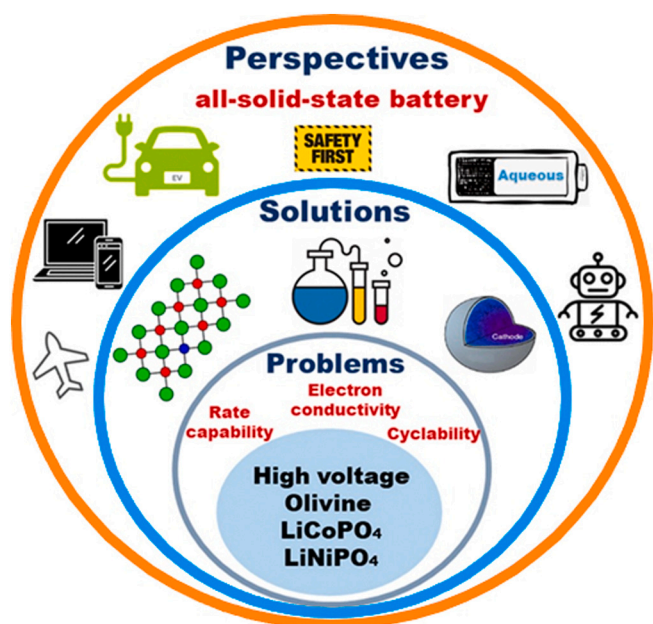 Perspectives
all-solid-state battery
SAFETY
FIRST
EV
Aqueous
Solutions
Cathode
Problems
Electron
conductivity
Rate
capability
Cyclability
High voltage
Olivine
LiCoPO₄
LiNiPO₄